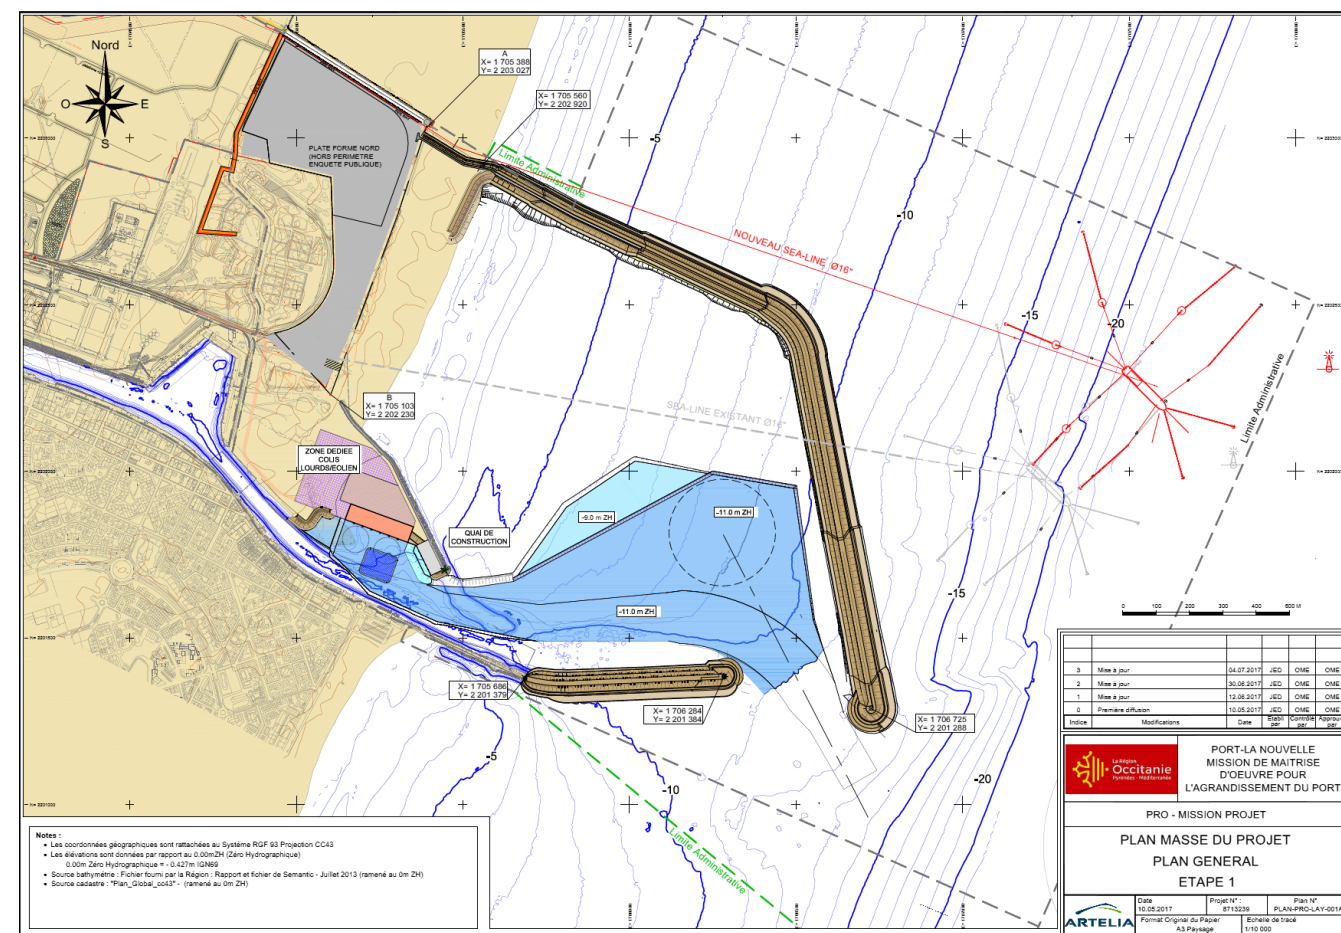 Nord
O
E
S
A
X= 1 705 388
Y= 2 203 027
X= 1 705 560
Y= 2 202 920
PLATE FORME NORD
(HORS PERIMETRE
ENQUETE PUBLIQUE)
Limite Administrative
-5
-10
NOUVEAU SEA-LINE Ø16"
-15
-20
Limite Administrative
B
X= 1 705 103
Y= 2 202 230
SEA-LINE EXISTANT Ø16"
ZONE DEDIEE
COLIS
LOURDS/EOLIEN
QUAI DE
CONSTRUCTION
-9.0 m ZH
-11.0 m ZH
-11.0 m ZH
-15
0 100 200 300 400 500 M
X= 1 705 686
Y= 2 201 379
X= 1 706 284
Y= 2 201 384
X= 1 706 725
Y= 2 201 288
-5
-10
-20
Limite Administrative
Notes :
• Les coordonnées géographiques sont rattachées au Système RGF 93 Projection CC43
• Les élévations sont données par rapport au 0.00mZH (Zéro Hydrographique)
0.00m Zéro Hydrographique = - 0.427m IGN69
• Source bathymétrie : Fichier fourni par la Région : Rapport et fichier de Semantic - Juillet 2013 (ramené au 0m ZH)
• Source cadastre : "Plan_Global_cc43" - (ramené au 0m ZH)
3 Mise à jour 04.07.2017 JED OME OME
2 Mise à jour 30.06.2017 JED OME OME
1 Mise à jour 12.06.2017 JED OME OME
0 Première diffusion 10.05.2017 JED OME OME
Indice Modifications Date Etabli par Contrôlé par
La Région
Occitanie
Pyrénées - Méditerranée
PORT-LA NOUVELLE
MISSION DE MAITRISE
D'OEUVRE POUR
L'AGRANDISSEMENT DU PORT
PRO - MISSION PROJET
PLAN MASSE DU PROJET
PLAN GENERAL
ETAPE 1
ARTELIA
Date
10.05.2017
Projet N° :
8713239
Plan N°
PLAN-PRO-LAY-001A
Format Original du Papier
A3 Paysage
Echelle de tracé
1/10 000